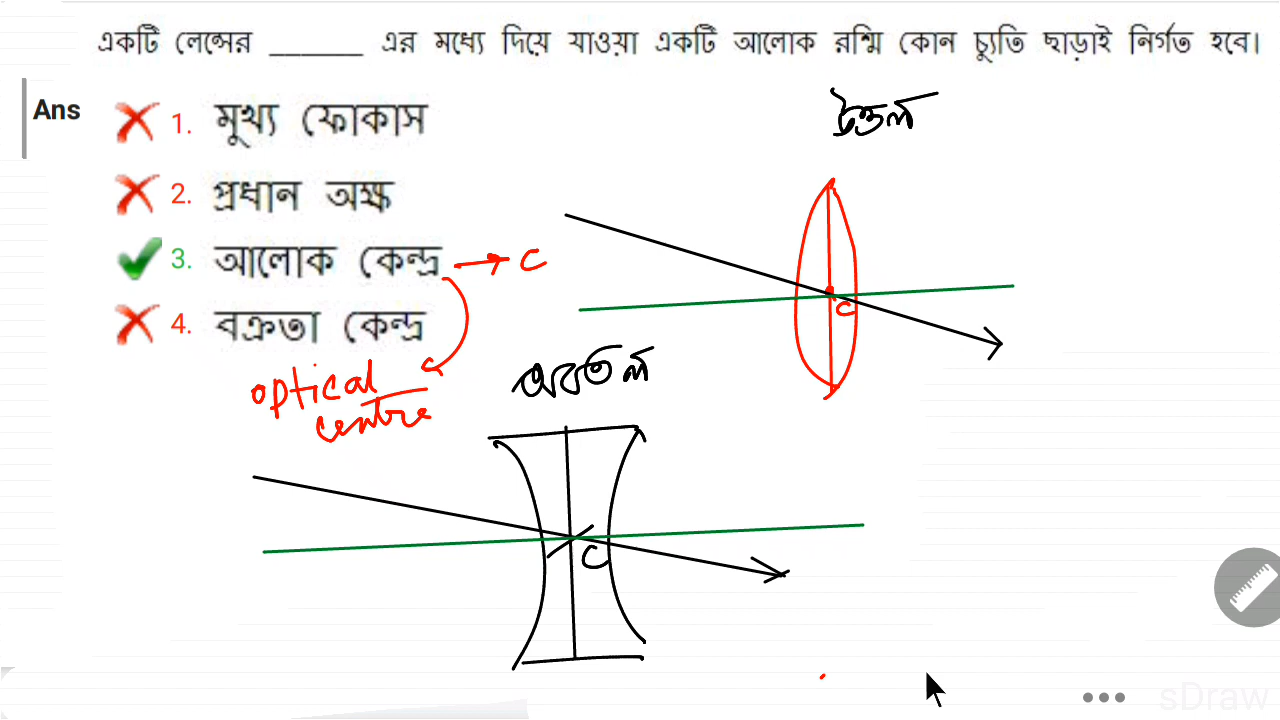 একটি লেন্সের ______ এর মধ্যে দিয়ে যাওয়া একটি আলোক রশ্মি কোন চ্যুতি ছাড়াই নির্গত হবে।
Ans
1. মুখ্য ফোকাস
2. প্রধান অক্ষ
3. আলোক কেন্দ্র → C
4. বক্রতা কেন্দ্র
optical
centre
উত্তল
C
অবতল
C
sDraw